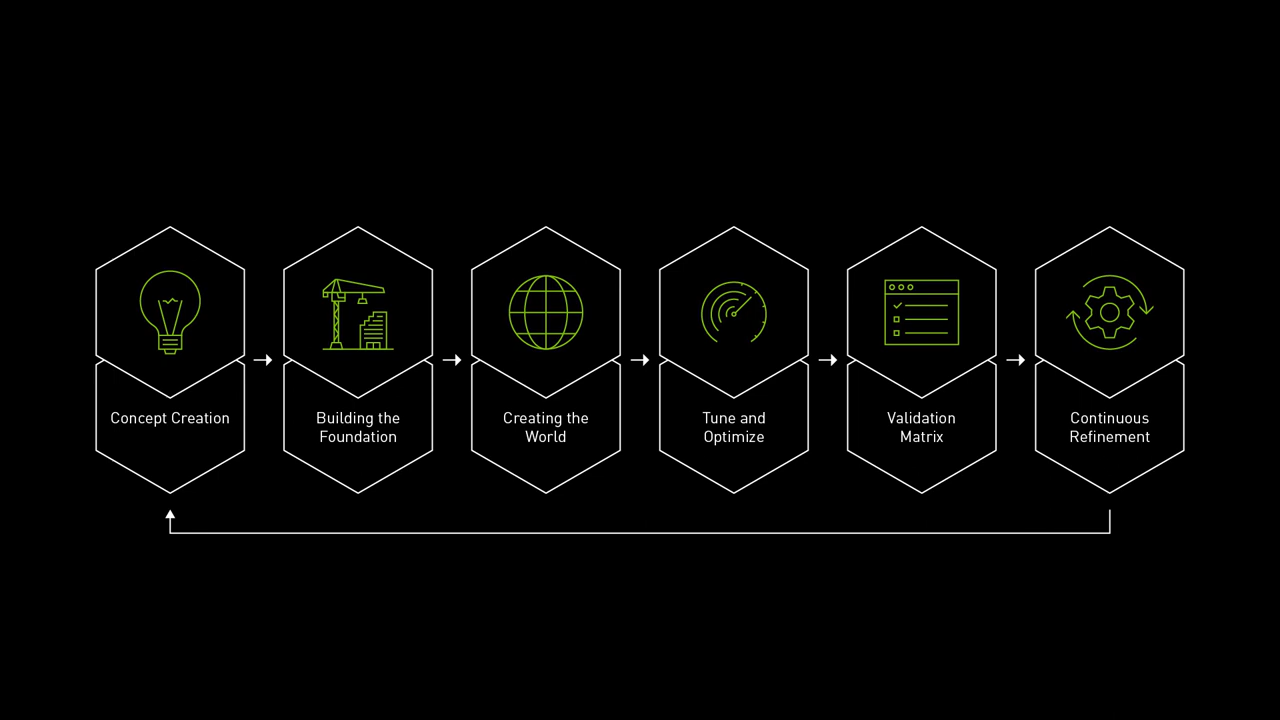 Concept Creation
Building the
Foundation
Creating the
World
Tune and
Optimize
Validation
Matrix
Continuous
Refinement